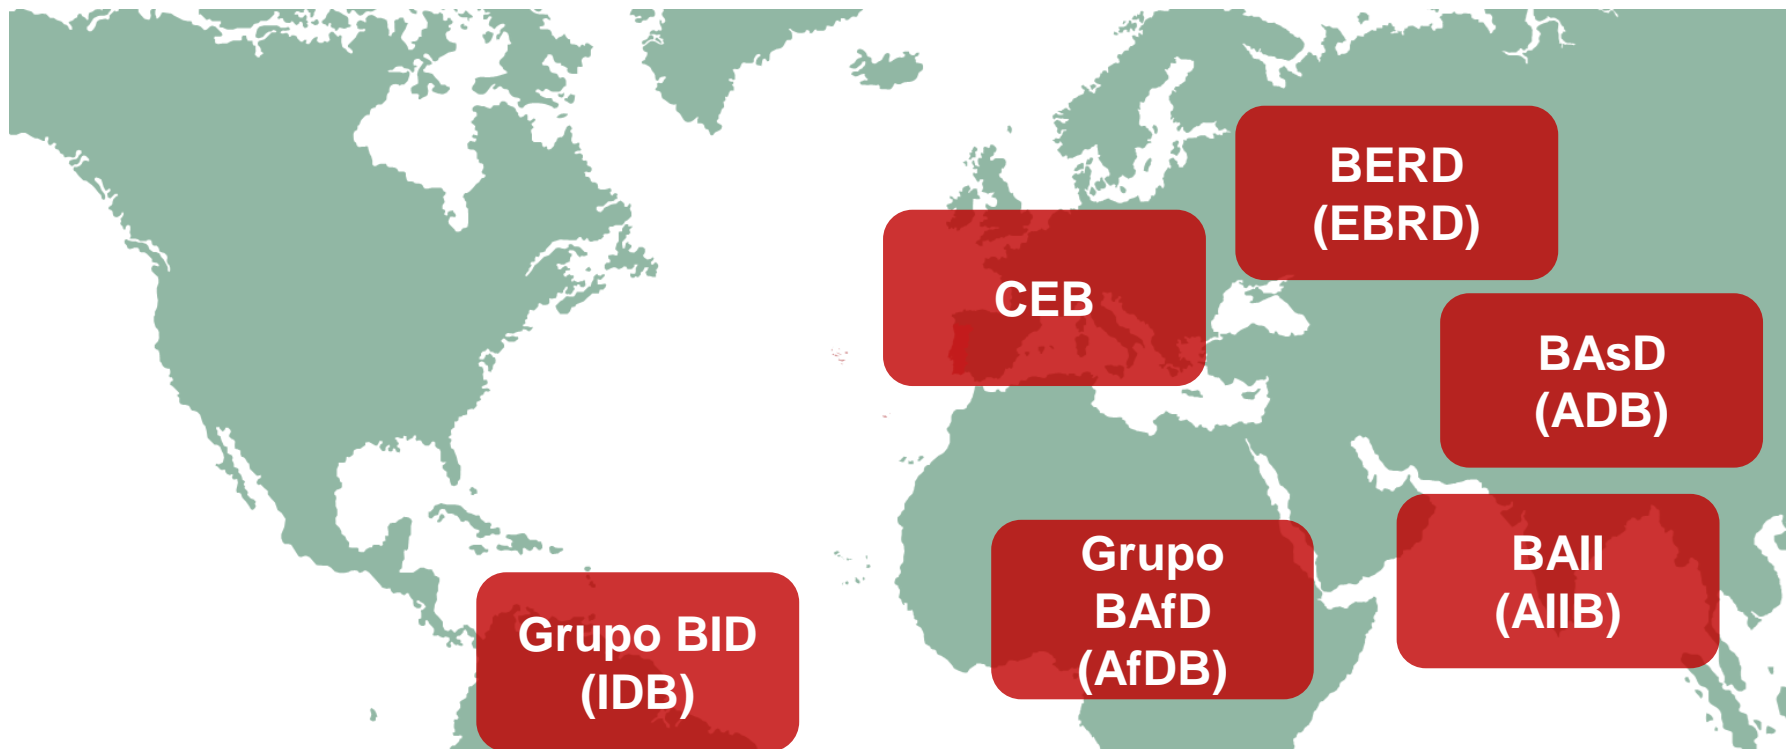 BERD
(EBRD)
CEB
BAsD
(ADB)
BAII
(AIIB)
Grupo
BAfD
(AfDB)
Grupo BID
(IDB)